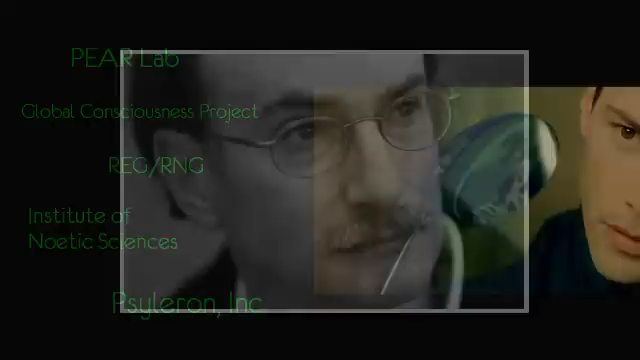 PEAR Lab
Global Consciousness Project
REG/RNG
Institute of
Noetic Sciences
Psyleron, Inc